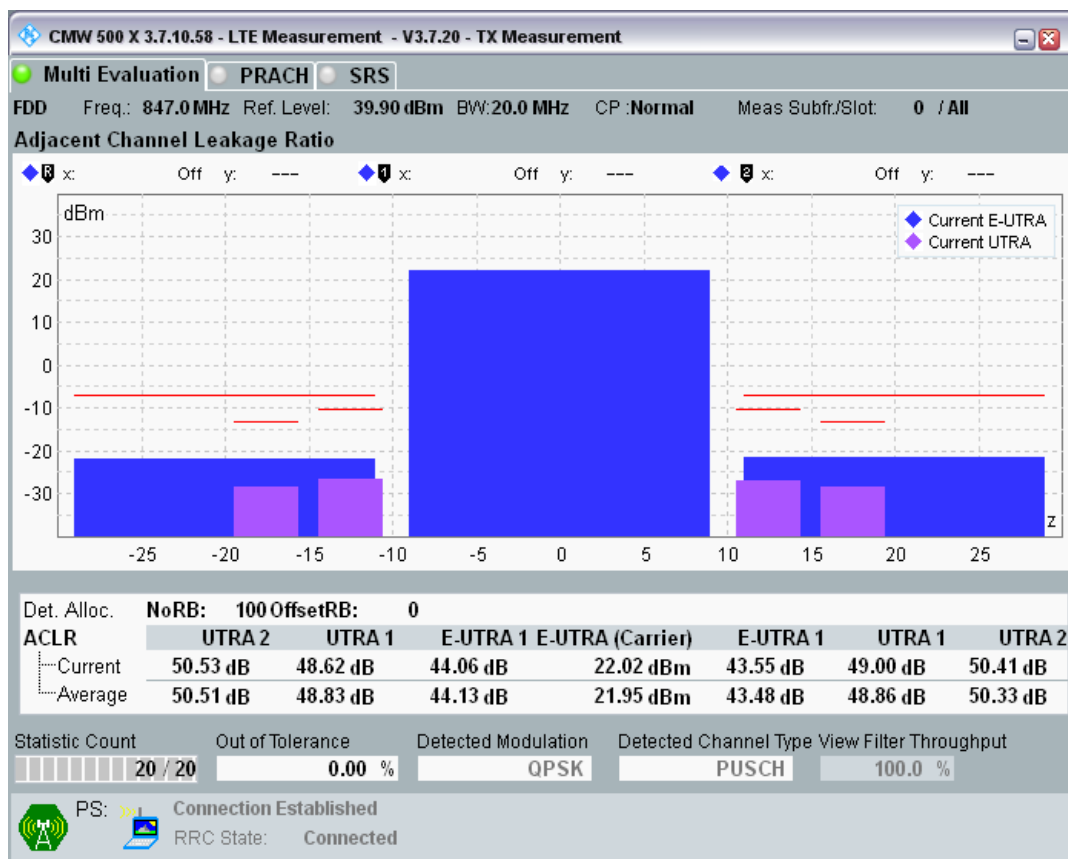 CMW 500 X 3.7.10.58 - LTE Measurement - V3.7.20 - TX Measurement
Multi Evaluation PRACH SRS
FDD Freq.: 847.0 MHz Ref. Level: 39.90 dBm BW:20.0 MHz CP :Normal Meas Subfr./Slot: 0 / All
Adjacent Channel Leakage Ratio
R x: Off y: --- 1 x: Off y: --- 2 x: Off y: ---
dBm
Current E-UTRA
Current UTRA
30
20
10
0
-10
-20
-30
z
-25 -20 -15 -10 -5 0 5 10 15 20 25
Det. Alloc. NoRB: 100 OffsetRB: 0
ACLR UTRA 2 UTRA 1 E-UTRA 1 E-UTRA (Carrier) E-UTRA 1 UTRA 1 UTRA 2
Current 50.53 dB 48.62 dB 44.06 dB 22.02 dBm 43.55 dB 49.00 dB 50.41 dB
Average 50.51 dB 48.83 dB 44.13 dB 21.95 dBm 43.48 dB 48.86 dB 50.33 dB
Statistic Count Out of Tolerance Detected Modulation Detected Channel Type View Filter Throughput
20 / 20 0.00 % QPSK PUSCH 100.0 %
PS: Connection Established
RRC State: Connected